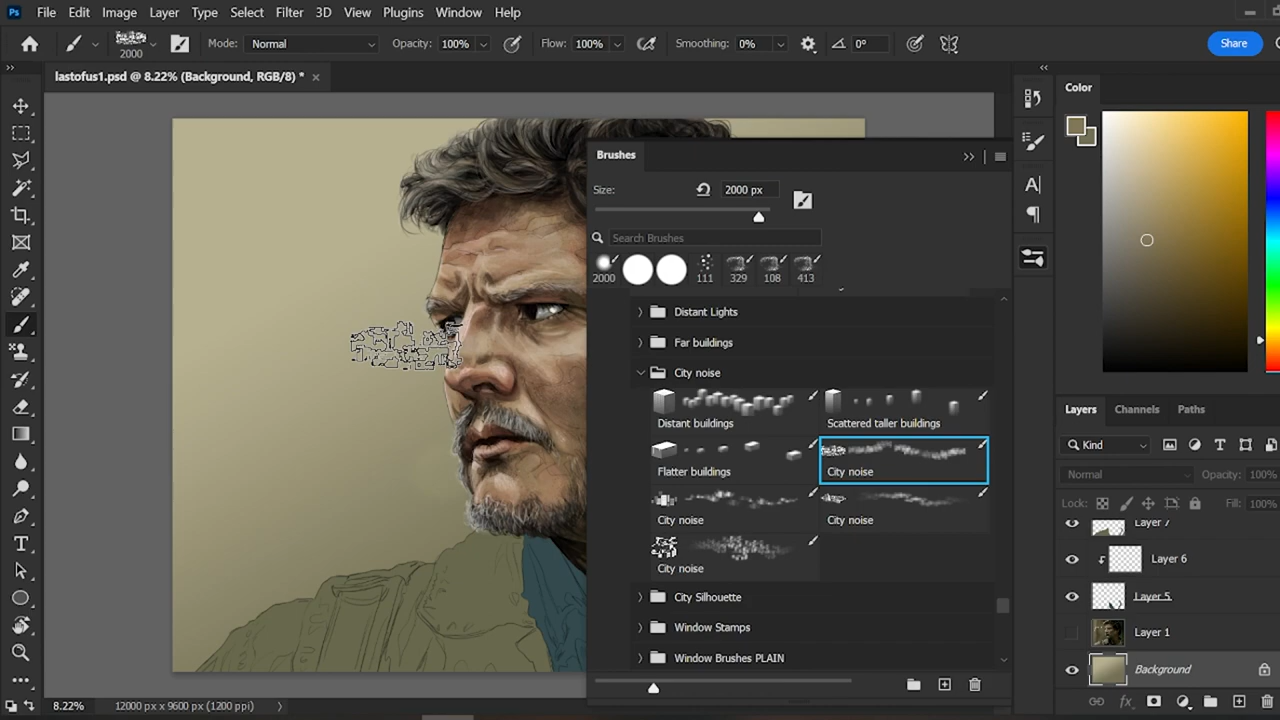 Ps File Edit Image Layer Type Select Filter 3D View Plugins Window Help
2000 Mode: Normal Opacity: 100% Flow: 100% Smoothing: 0% 0° Share
lastofus1.psd @ 8.22% (Background, RGB/8) *
Color
Brushes
Size: 2000 px
Search Brushes
2000 111 329 108 413
Distant Lights
Far buildings
City noise
Distant buildings Scattered taller buildings
Flatter buildings City noise
City noise City noise
City noise
City Silhouette
Window Stamps
Window Brushes PLAIN
Layers Channels Paths
Kind
Normal Opacity: 100%
Lock: Fill: 100%
Layer 7
Layer 6
Layer 5
Layer 1
Background
8.22% 12000 px x 9600 px (1200 ppi)